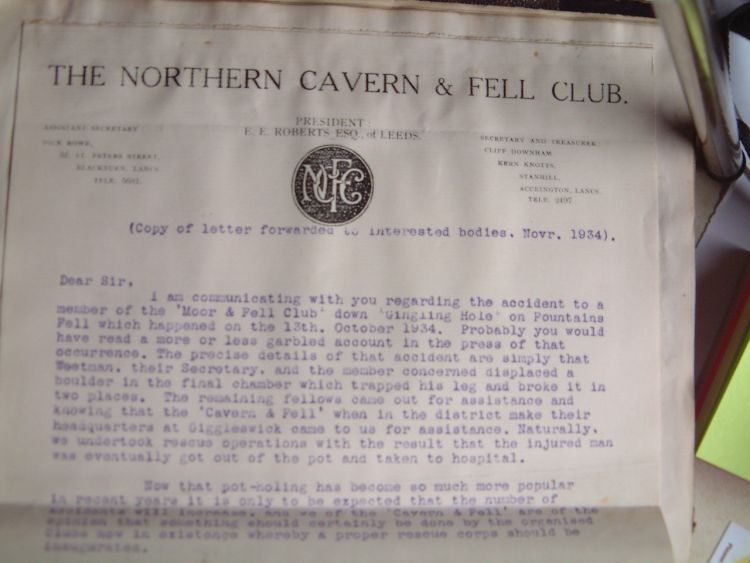 THE NORTHERN CAVERN & FELL CLUB.
PRESIDENT:
E. E. ROBERTS, ESQ., of LEEDS.
ASSISTANT SECRETARY:
DICK ROWE,
ST. PETERS STREET,
BLACKBURN, LANCS.
TELE.
SECRETARY AND TREASURER:
CLIFF DOWNHAM
KERN KNOTTS,
STANHILL,
ACCRINGTON, LANCS.
TELE. 2497.
NCFC
(Copy of letter forwarded to interested bodies. Novr. 1934).
Dear Sir,
I am communicating with you regarding the accident to a
member of the 'Moor & Fell Club' down 'Gingling Hole' on Fountains
Fell which happened on the 13th. October 1934. Probably you would
have read a more or less garbled account in the press of that
occurrence. The precise details of that accident are simply that
Weetman, their Secretary, and the member concerned displaced a
boulder in the final chamber which trapped his leg and broke it in
two places. The remaining fellows came out for assistance and
knowing that the 'Cavern & Fell' when in the district make their
headquarters at Giggleswick came to us for assistance. Naturally,
we undertook rescue operations with the result that the injured man
was eventually got out of the pot and taken to hospital.
Now that pot-holing has become so much more popular
in recent years it is only to be expected that the number of
accidents will increase, and we of the 'Cavern & Fell' are of the
opinion that something should certainly be done by the organised
Clubs now in existence whereby a proper rescue corps should be
inaugurated.